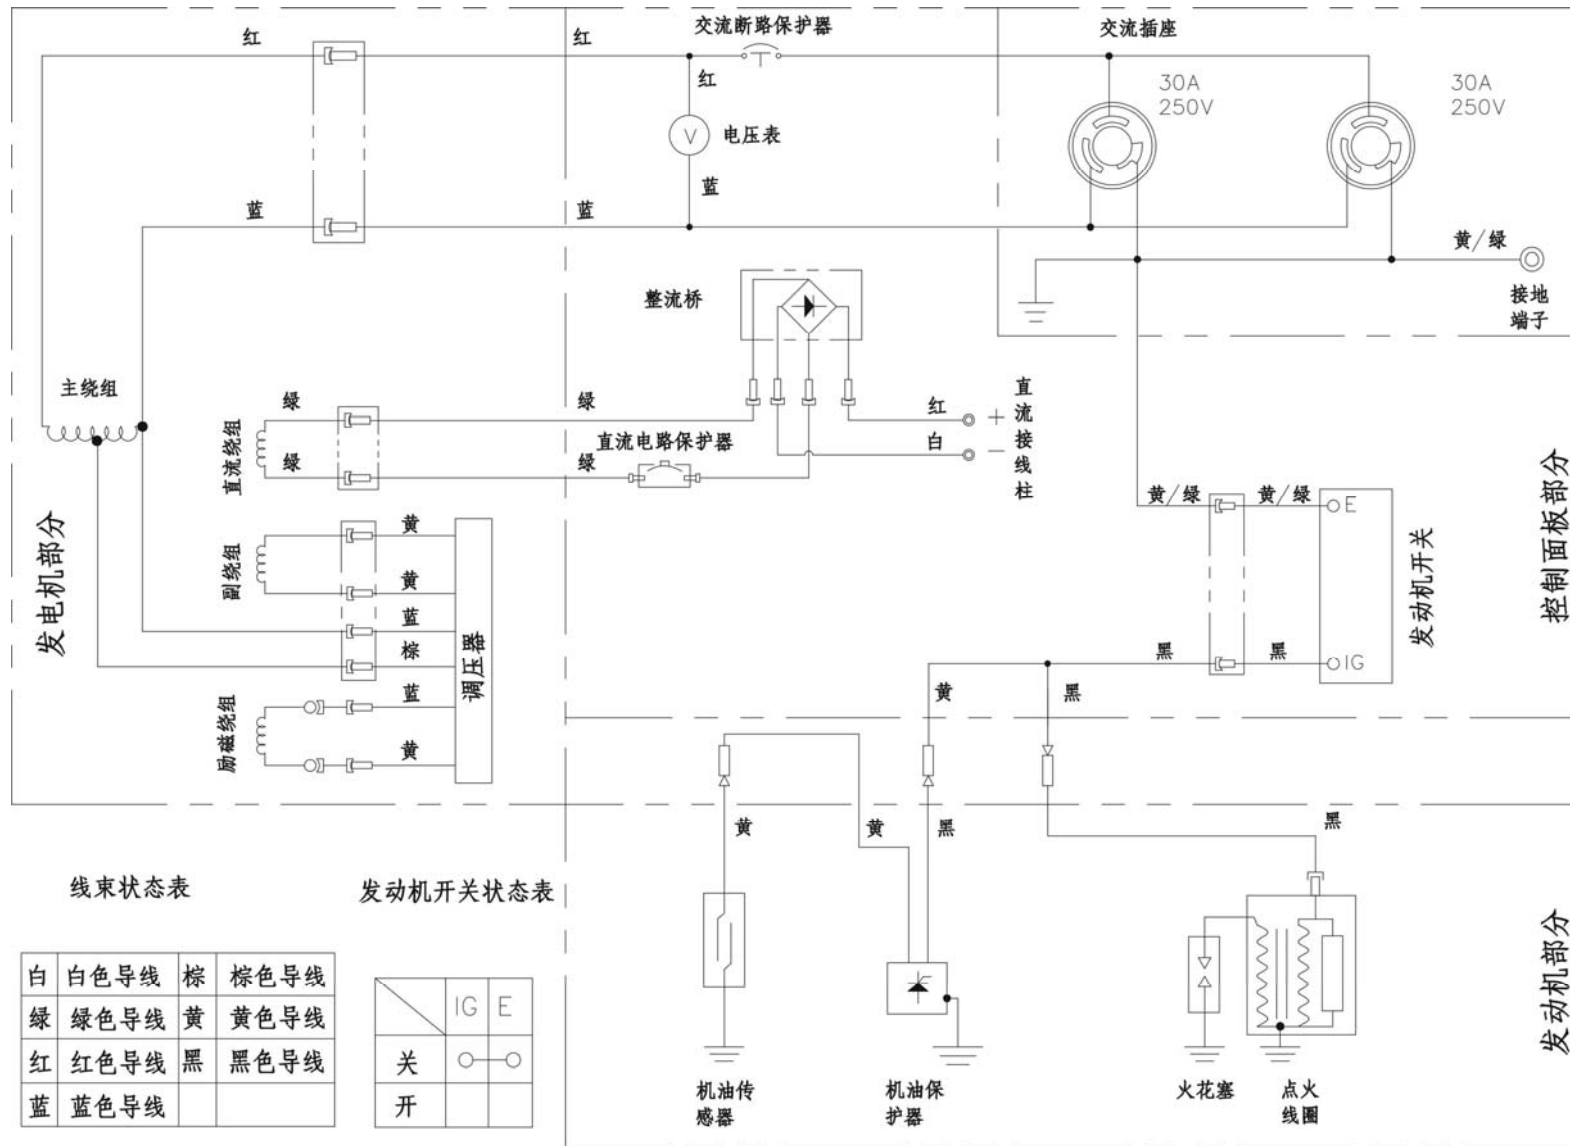 红
红
交流断路保护器
交流插座
红
30A
250V
30A
250V
V
电压表
蓝
蓝
蓝
黄/绿
接地
端子
整流桥
主绕组
绿
绿
直流绕组
绿
绿
直流电路保护器
红
+
白
−
直流接线柱
发电机部分
副绕组
黄
黄
蓝
棕
调压器
励磁绕组
蓝
黄
黄/绿
黄/绿
E
发动机开关
黑
黑
IG
控制面板部分
黄
黑
黄
黄
黑
黑
线束状态表
发动机开关状态表
白 白色导线 棕 棕色导线
绿 绿色导线 黄 黄色导线
红 红色导线 黑 黑色导线
蓝 蓝色导线
IG E
关
开
机油传
感器
机油保
护器
火花塞
点火
线圈
发动机部分